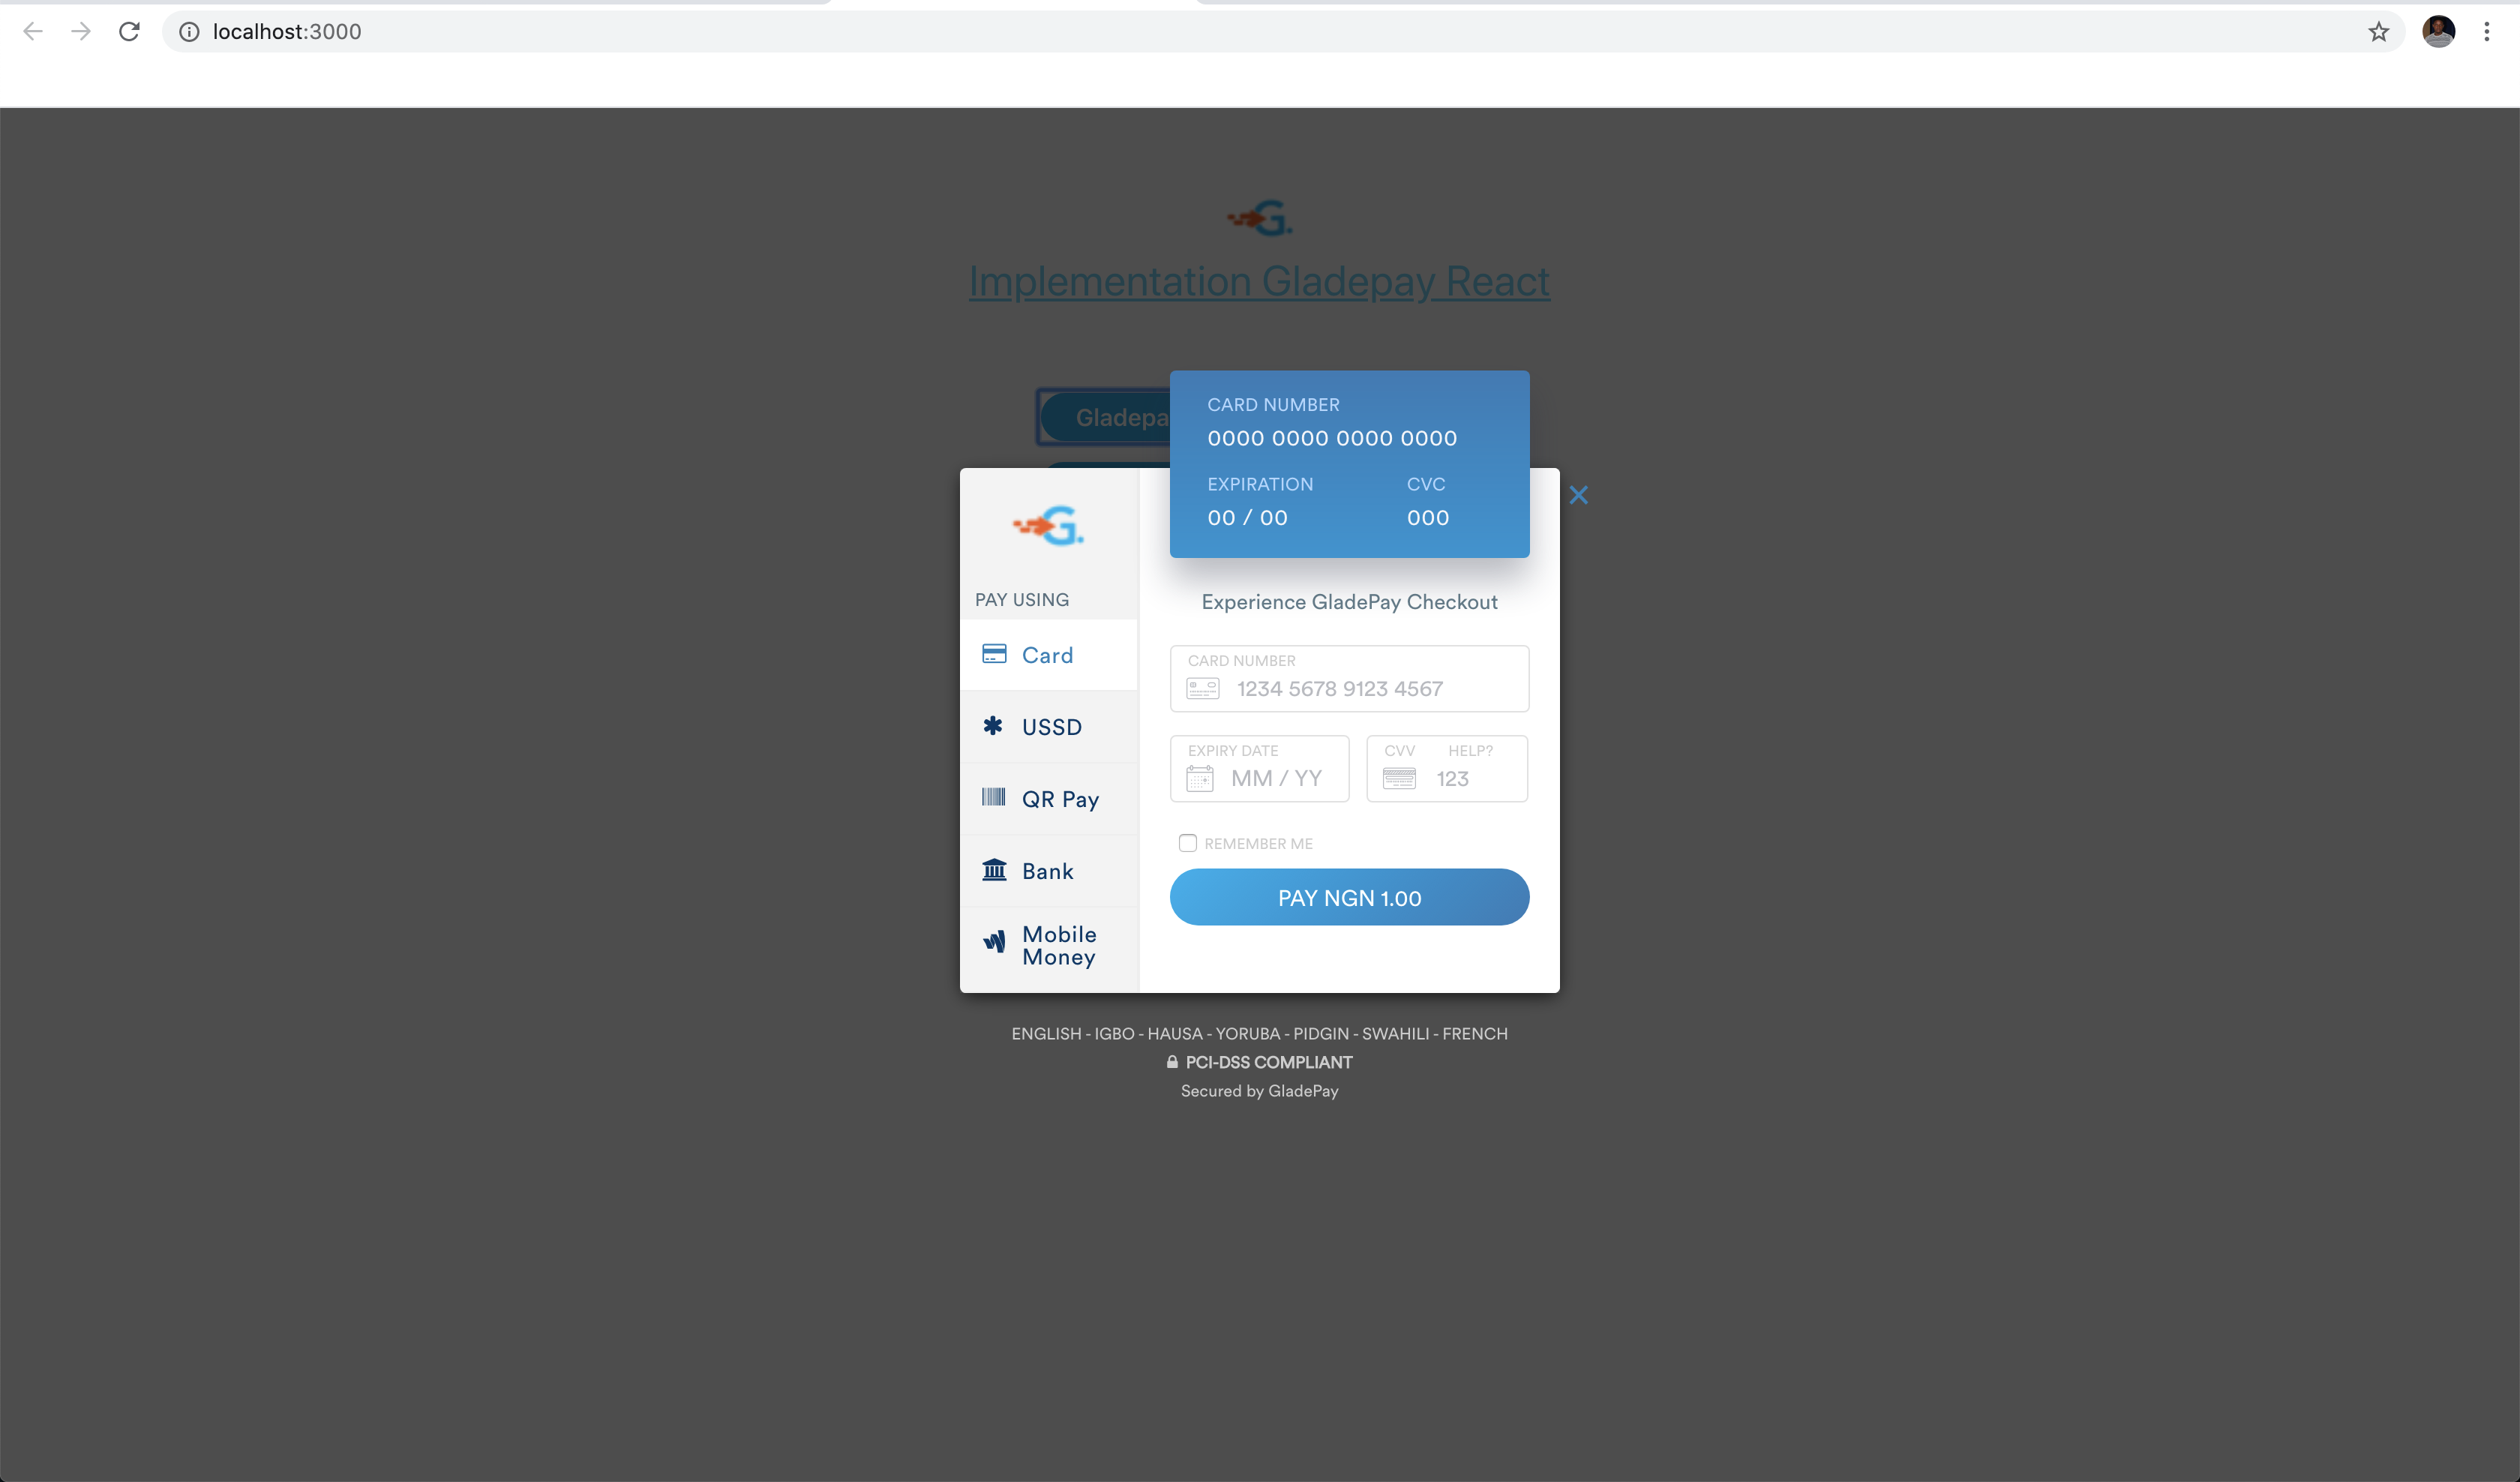 localhost:3000
G.
Implementation Gladepay React
Gladepa
CARD NUMBER
0000 0000 0000 0000
EXPIRATION CVC
00 / 00 000
G.
PAY USING
Card
USSD
QR Pay
Bank
Mobile
Money
Experience GladePay Checkout
CARD NUMBER
1234 5678 9123 4567
EXPIRY DATE CVV HELP?
MM / YY 123
REMEMBER ME
PAY NGN 1.00
ENGLISH - IGBO - HAUSA - YORUBA - PIDGIN - SWAHILI - FRENCH
PCI-DSS COMPLIANT
Secured by GladePay